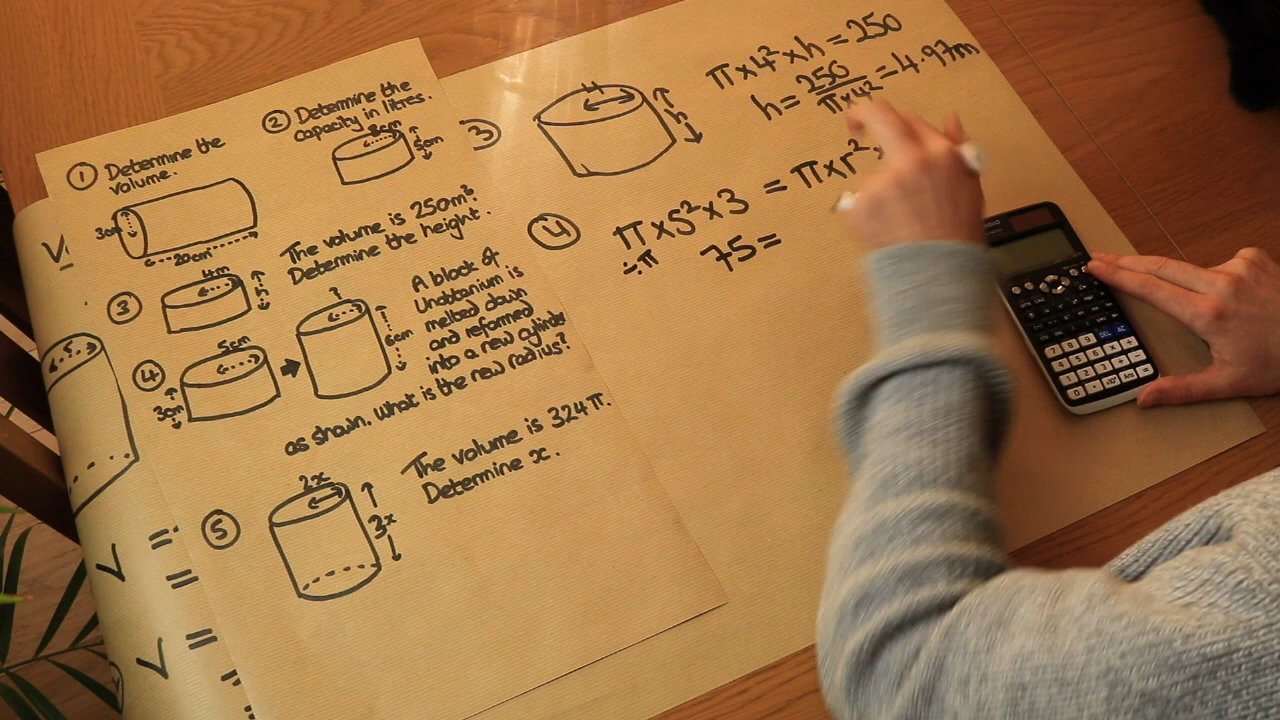 ① Determine the
volume.
3cm
20cm
② Determine the
capacity in litres.
8cm
5cm
③
4m
h
The volume is 250m³.
Determine the height.
④
5cm
3cm
?
6cm
A block of
Unobtanium is
melted down
and reformed
into a new cylinder
as shown. What is the new radius?
⑤
2x
3x
The volume is 324π.
Determine x.
3
4
h
π×4²×h=250
h=250/π×4²=4.97m
④
π×5²×3 = π×r²
÷π 75=
5
V
=
=
√ =